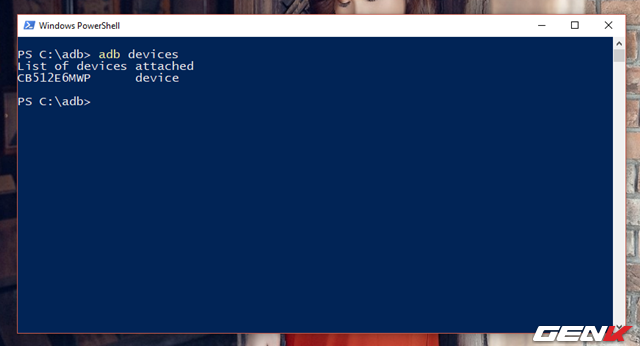 Windows PowerShell
PS C:\adb> adb devices
List of devices attached
CB512E6MWP device
PS C:\adb>
GENK